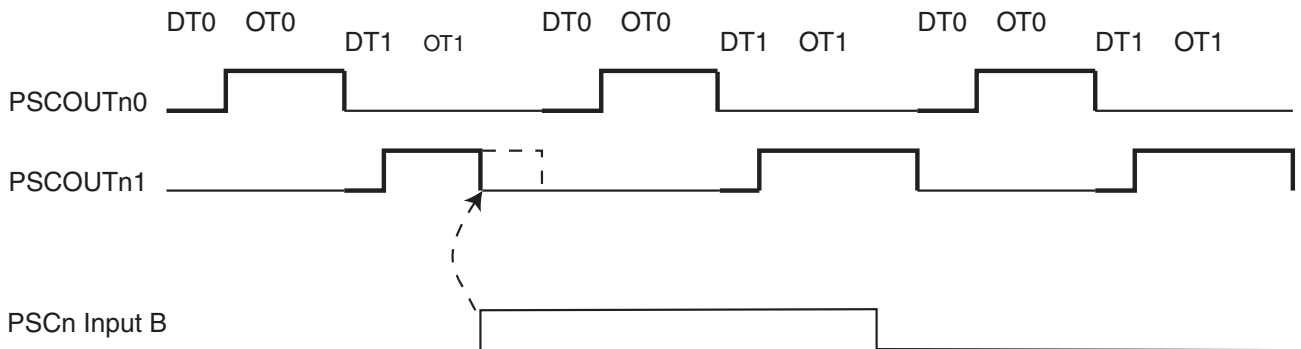 DT0 OT0 DT1 OT1 DT0 OT0 DT1 OT1 DT0 OT0 DT1 OT1
PSCOUTn0
PSCOUTn1
PSCn Input B